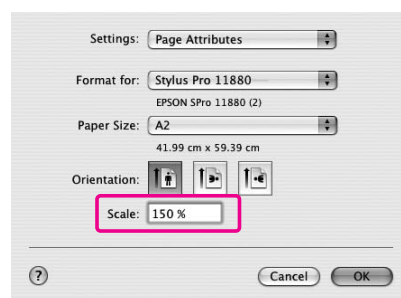 Settings: Page Attributes
Format for: Stylus Pro 11880
EPSON SPro 11880 (2)
Paper Size: A2
41.99 cm x 59.39 cm
Orientation:
Scale: 150 %
? Cancel OK